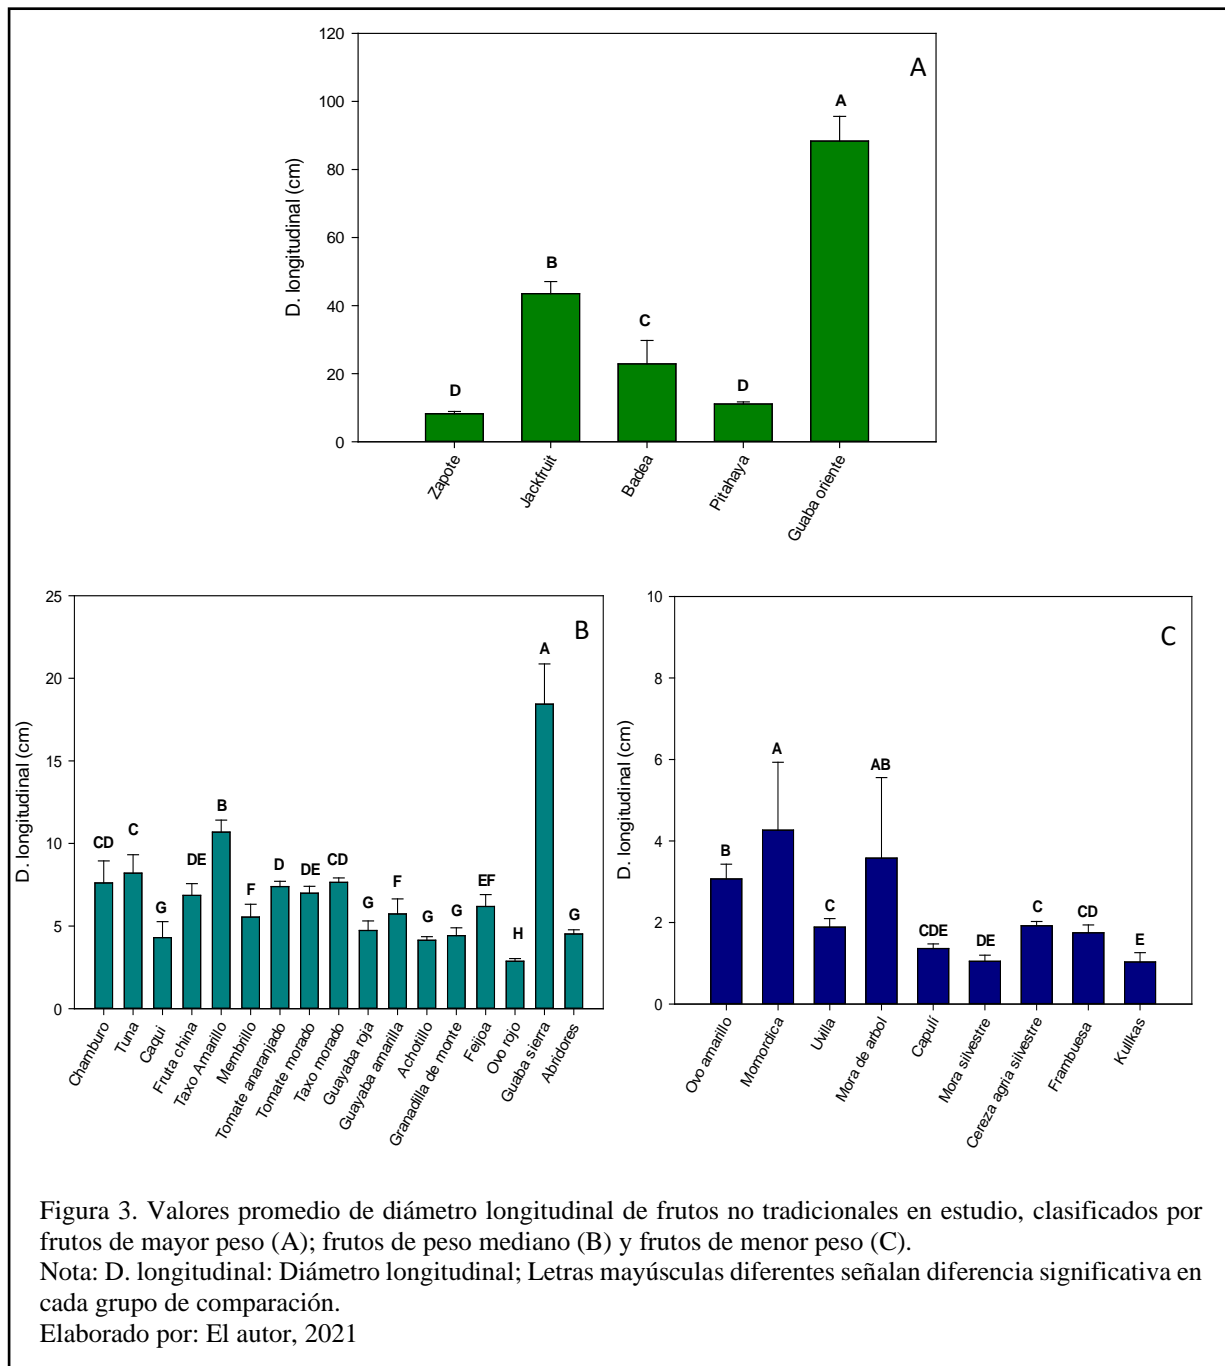 A
D. longitudinal (cm)
120
100
80
60
40
20
0
D
B
C
D
A
Zapote
Jackfruit
Badea
Pitahaya
Guaba oriente
B
D. longitudinal (cm)
25
20
15
10
5
0
CD
C
G
DE
B
F
D
DE
CD
G
F
G
G
EF
H
A
G
Chamburo
Tuna
Caqui
Fruta china
Taxo Amarillo
Membrillo
Tomate anaranjado
Tomate morado
Taxo morado
Guayaba roja
Guayaba amarilla
Achotillo
Granadilla de monte
Feijoa
Ovo rojo
Guaba sierra
Abridores
C
D. longitudinal (cm)
10
8
6
4
2
0
B
A
C
AB
CDE
DE
C
CD
E
Ovo amarillo
Momordica
Uvilla
Mora de arbol
Capulí
Mora silvestre
Cereza agria silvestre
Frambuesa
Kullkas
Figura 3. Valores promedio de diámetro longitudinal de frutos no tradicionales en estudio, clasificados por
frutos de mayor peso (A); frutos de peso mediano (B) y frutos de menor peso (C).
Nota: D. longitudinal: Diámetro longitudinal; Letras mayúsculas diferentes señalan diferencia significativa en
cada grupo de comparación.
Elaborado por: El autor, 2021